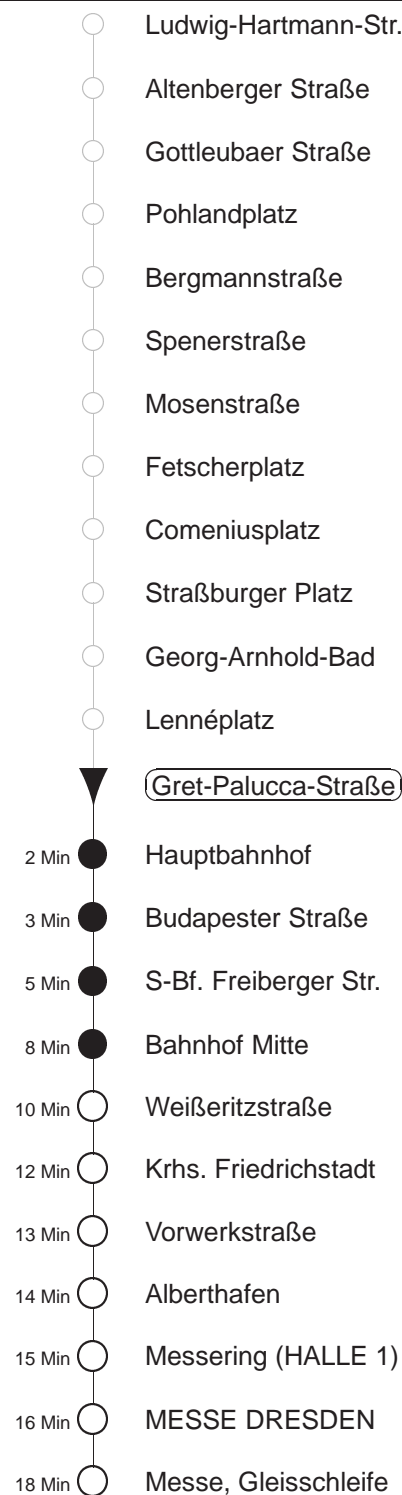 Ludwig-Hartmann-Str.
Altenberger Straße
Gottleubaer Straße
Pohlandplatz
Bergmannstraße
Spenerstraße
Mosenstraße
Fetscherplatz
Comeniusplatz
Straßburger Platz
Georg-Arnhold-Bad
Lennéplatz
Gret-Palucca-Straße
2 Min Hauptbahnhof
3 Min Budapester Straße
5 Min S-Bf. Freiberger Str.
8 Min Bahnhof Mitte
10 Min Weißeritzstraße
12 Min Krhs. Friedrichstadt
13 Min Vorwerkstraße
14 Min Alberthafen
15 Min Messering (HALLE 1)
16 Min MESSE DRESDEN
18 Min Messe, Gleisschleife